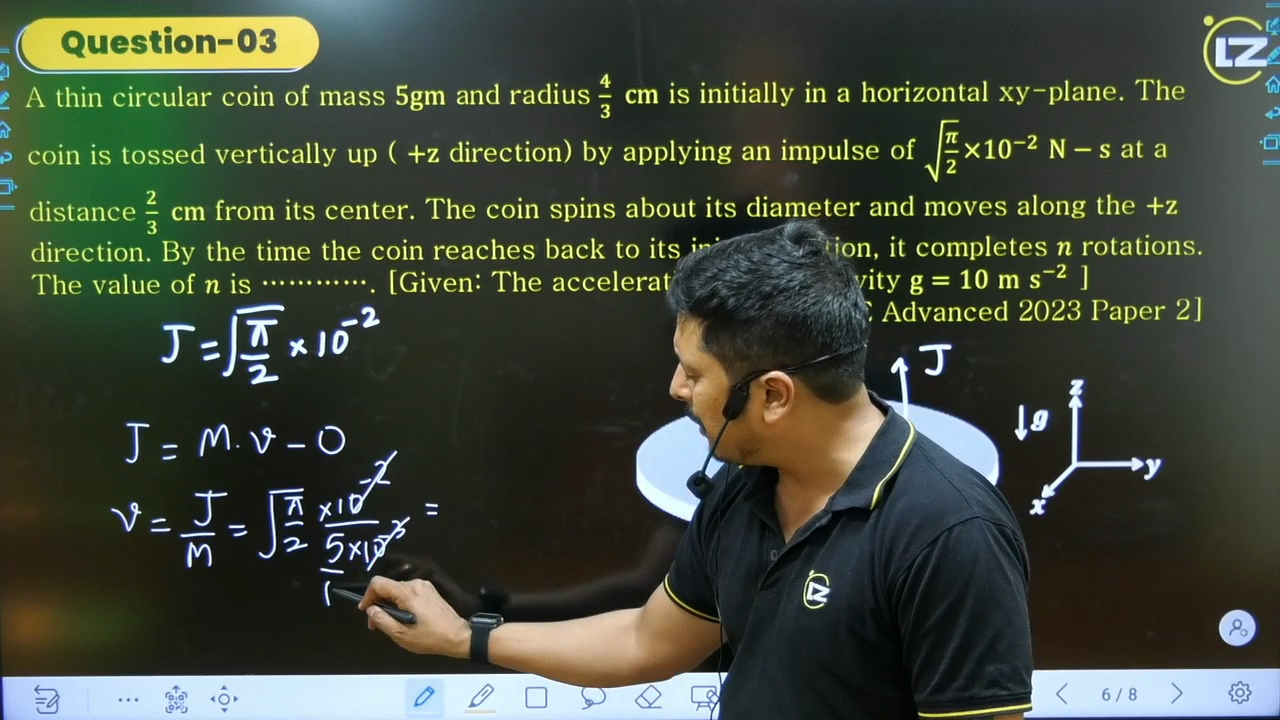 Question-03
LZ
A thin circular coin of mass 5gm and radius 4/3 cm is initially in a horizontal xy-plane. The
coin is tossed vertically up ( +z direction) by applying an impulse of √(π/2)×10⁻² N − s at a
distance 2/3 cm from its center. The coin spins about its diameter and moves along the +z
direction. By the time the coin reaches back to its it completes n rotations.
The value of n is ............. [Given: The g = 10 m s⁻² ]
Advanced 2023 Paper 2]
J = √(π/2) × 10⁻²
J
z
g
y
x
J = M·v − 0
v = J/M = √(π/2) ×10⁻²/5×10⁻³ =
LZ
6/8